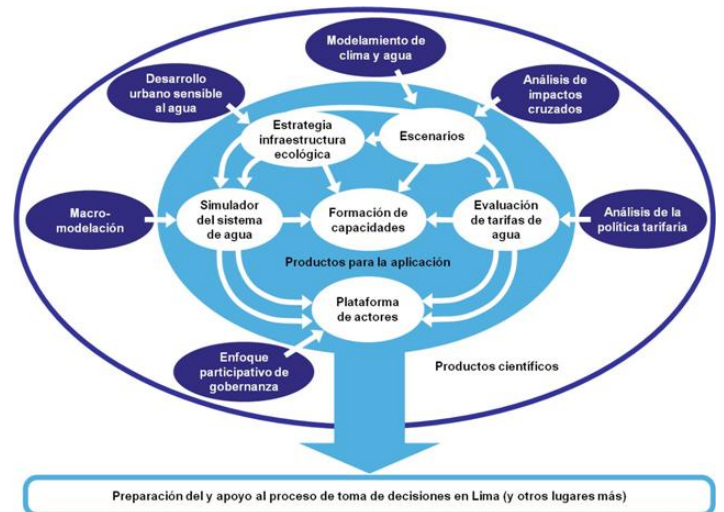 Modelamiento de
clima y agua
Desarrollo
urbano sensible
al agua
Análisis de
impactos
cruzados
Estrategia
infraestructura
ecológica
Escenarios
Macro-
modelación
Simulador
del sistema
de agua
Formación de
capacidades
Evaluación
de tarifas de
agua
Análisis de la
política tarifaria
Productos para la aplicación
Plataforma
de actores
Enfoque
participativo de
gobernanza
Productos científicos
Preparación del y apoyo al proceso de toma de decisiones en Lima (y otros lugares más)